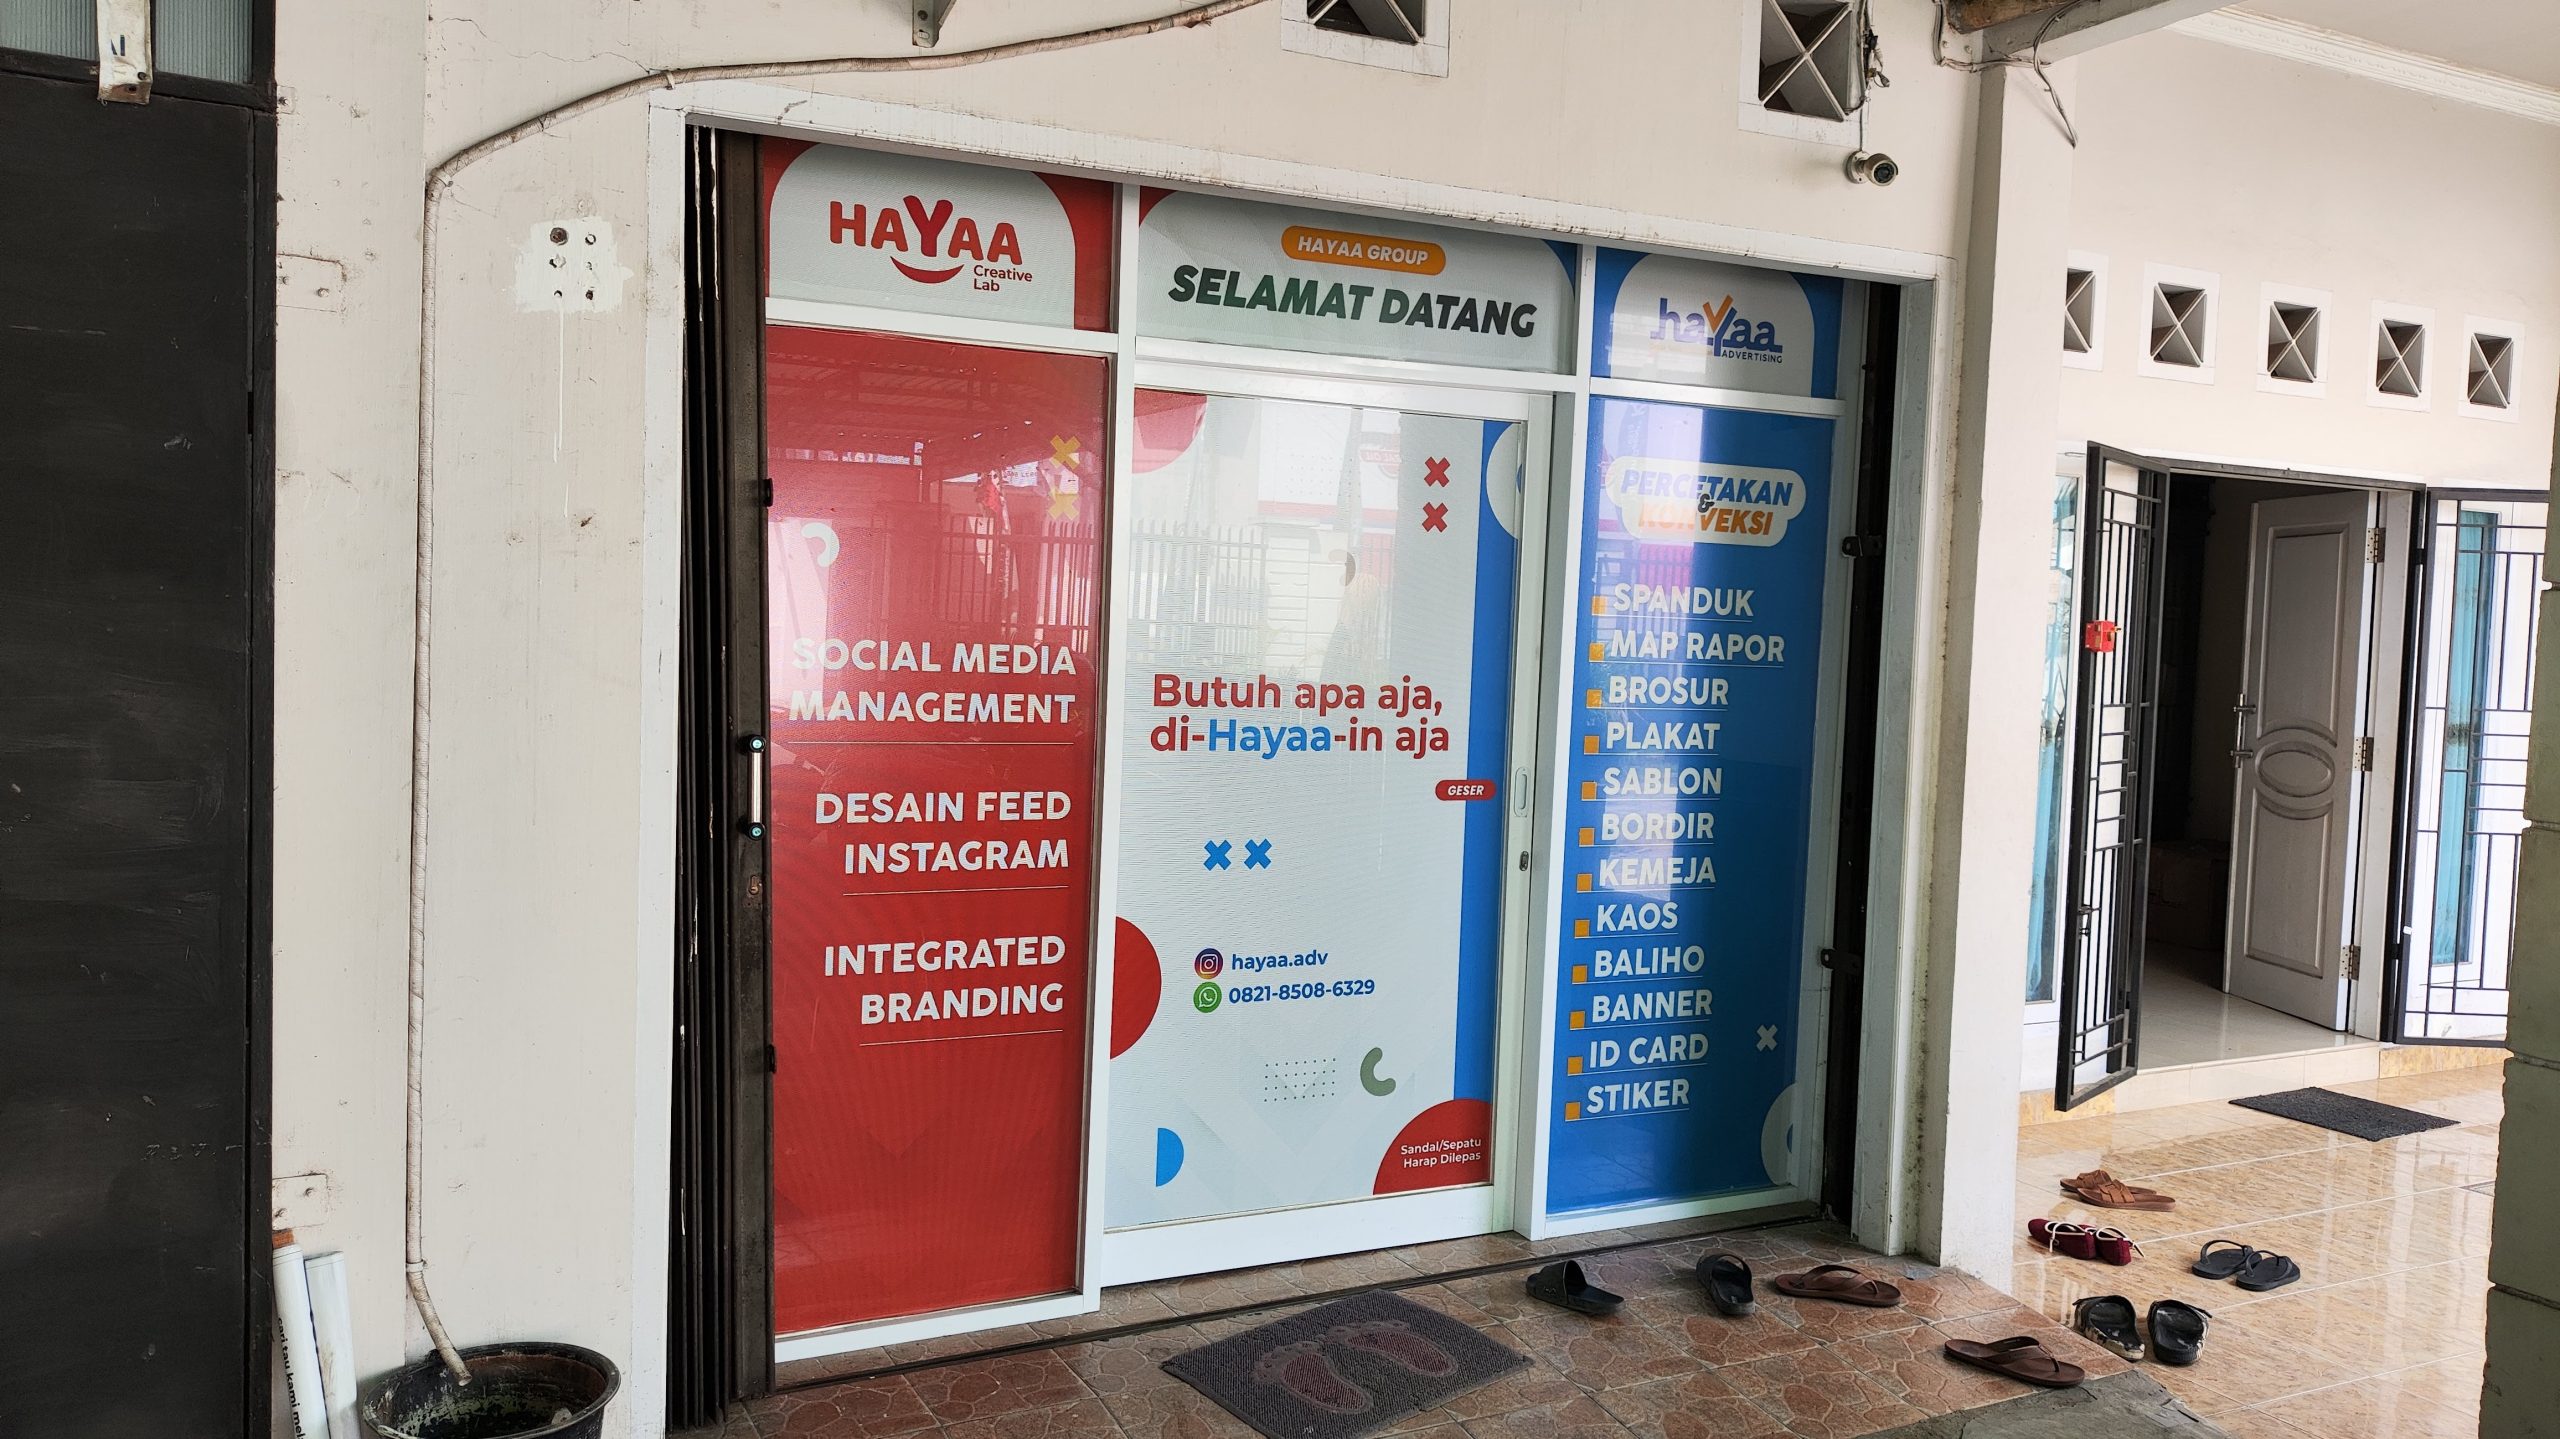 HAYAA
Creative
Lab
SOCIAL MEDIA
MANAGEMENT
DESAIN FEED
INSTAGRAM
INTEGRATED
BRANDING
HAYAA GROUP
SELAMAT DATANG
Butuh apa aja,
di-Hayaa-in aja
GESER
hayaa.adv
0821-8508-6329
Sandal/Sepatu
Harap Dilepas
haYaa
ADVERTISING
PERCETAKAN
&
KONVEKSI
SPANDUK
MAP RAPOR
BROSUR
PLAKAT
SABLON
BORDIR
KEMEJA
KAOS
BALIHO
BANNER
ID CARD
STIKER